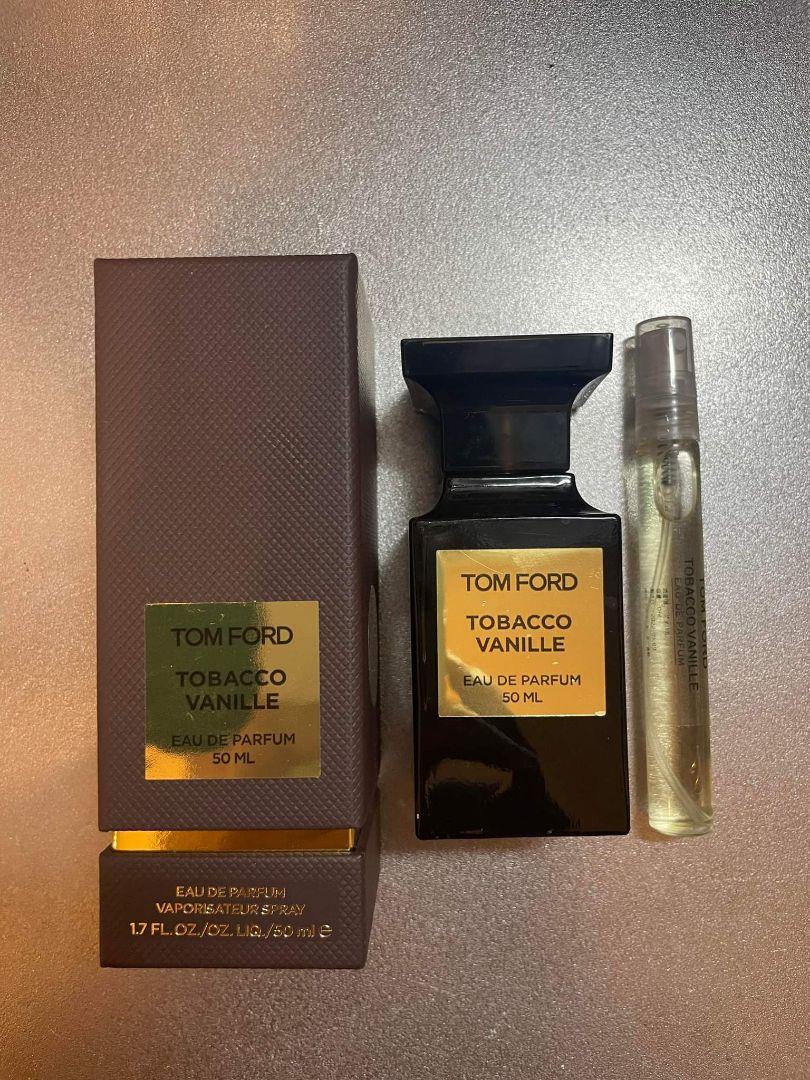 TOM FORD
TOBACCO
VANILLE
EAU DE PARFUM
50 ML
EAU DE PARFUM
VAPORISATEUR SPRAY
1.7 FL.OZ./OZ. LIQ./50 ml ℮
TOM FORD
TOBACCO
VANILLE
EAU DE PARFUM
50 ML
TOM FORD
TOBACCO VANILLE
EAU DE PARFUM